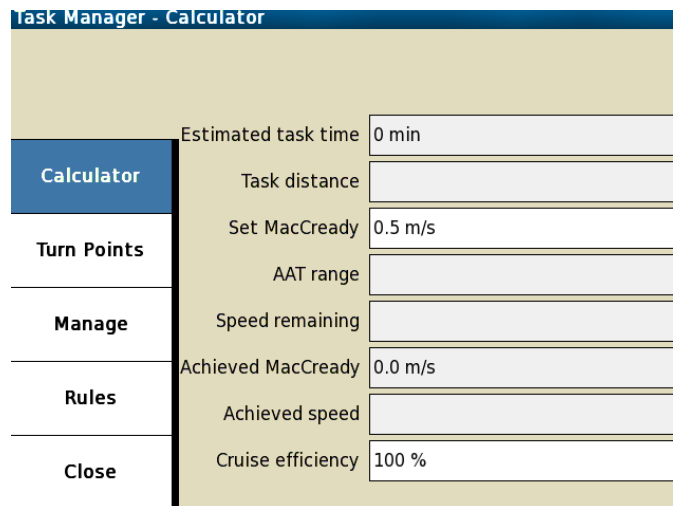 Task Manager - Calculator
Estimated task time 0 min
Calculator
Task distance
Set MacCready 0.5 m/s
Turn Points
AAT range
Manage
Speed remaining
Achieved MacCready 0.0 m/s
Rules
Achieved speed
Cruise efficiency 100 %
Close